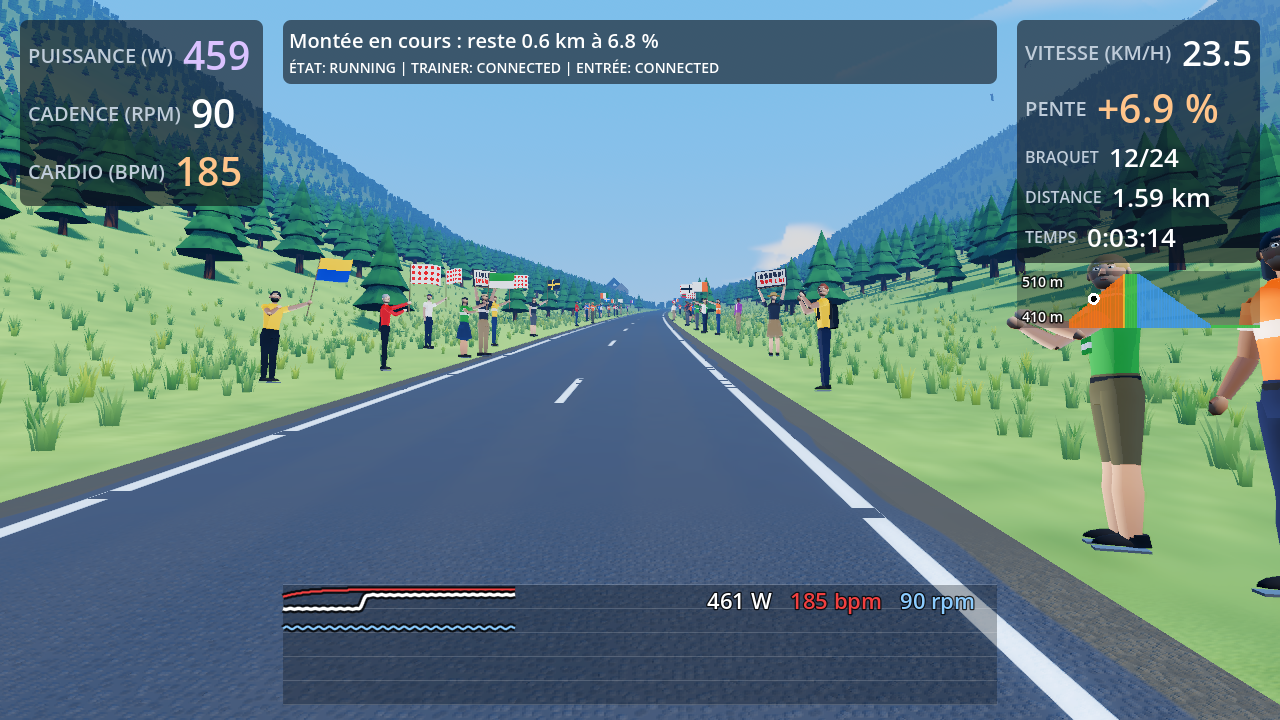 PUISSANCE (W) 459
CADENCE (RPM) 90
CARDIO (BPM) 185
Montée en cours : reste 0.6 km à 6.8 %
ÉTAT: RUNNING | TRAINER: CONNECTED | ENTRÉE: CONNECTED
VITESSE (KM/H) 23.5
PENTE +6.9 %
BRAQUET 12/24
DISTANCE 1.59 km
TEMPS 0:03:14
510 m
410 m
461 W 185 bpm 90 rpm